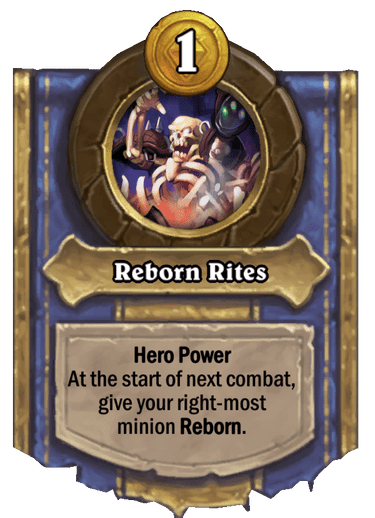 1
Reborn Rites
Hero Power
At the start of next combat,
give your right-most
minion Reborn.